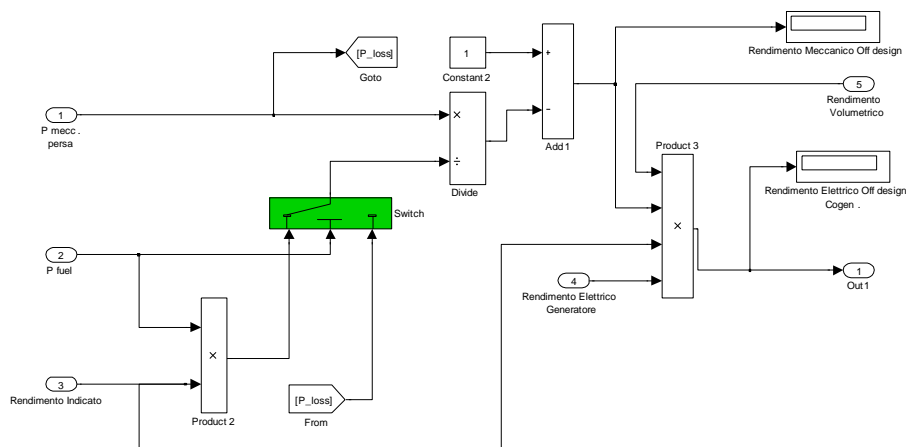 [P_loss]
Goto
1
Constant 2
+
−
Add 1
Rendimento Meccanico Off design
5
Rendimento
Volumetrico
1
P mecc .
persa
×
÷
Divide
Product 3
×
Rendimento Elettrico Off design
Cogen .
Switch
2
P fuel
4
Rendimento Elettrico
Generatore
1
Out 1
×
Product 2
3
Rendimento Indicato
[P_loss]
From